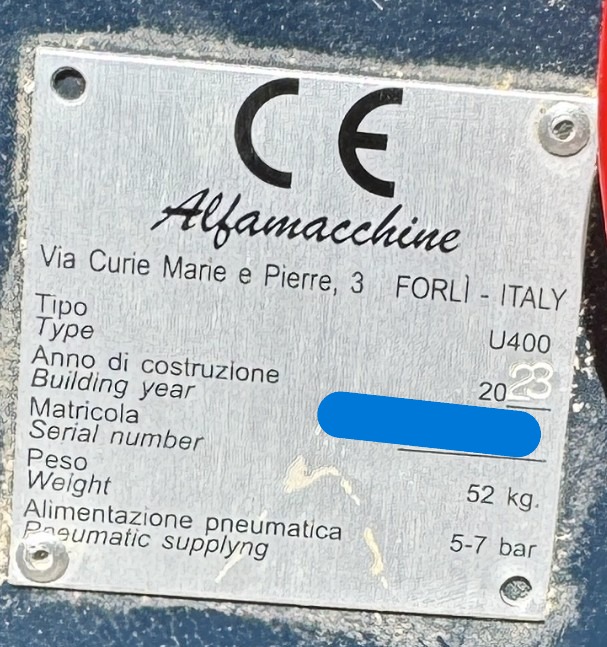 CE
Alfamacchine
Via Curie Marie e Pierre, 3 FORLÌ - ITALY
Tipo
Type U400
Anno di costruzione
Building year 2023
Matricola
Serial number
Peso
Weight 52 kg.
Alimentazione pneumatica
Pneumatic supplyng 5-7 bar